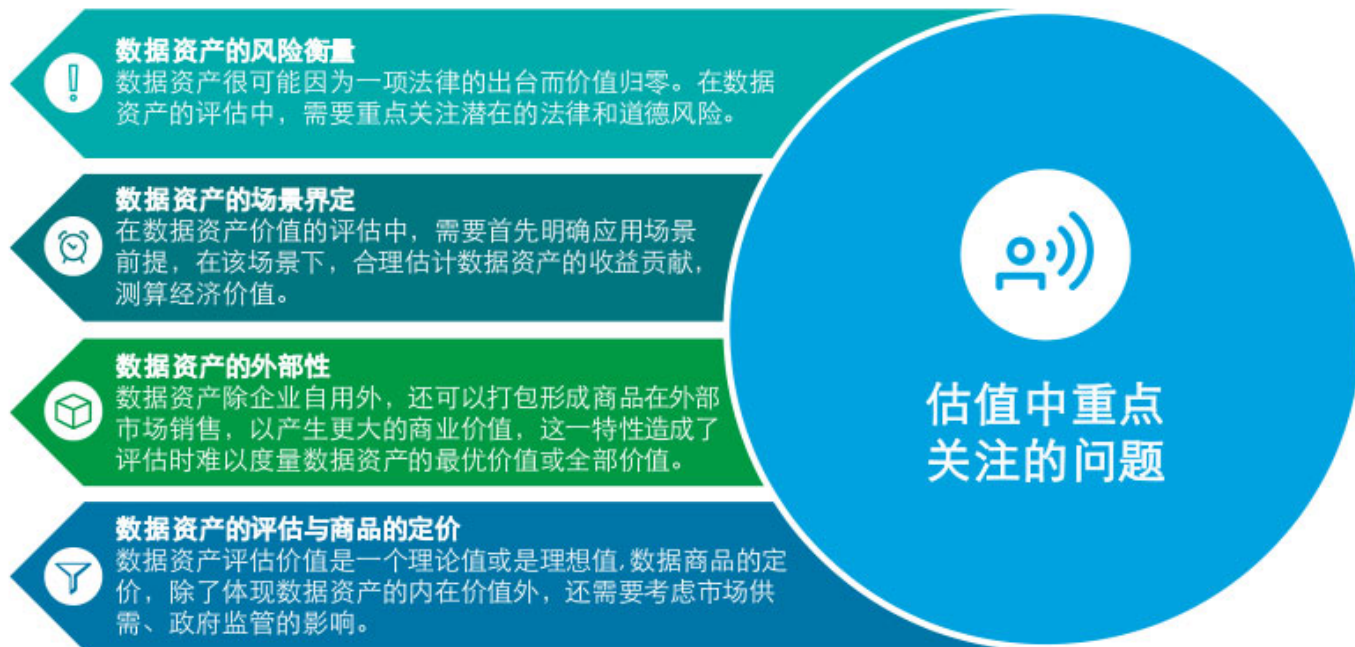 数据资产的风险衡量
数据资产很可能因为一项法律的出台而价值归零。在数据
资产的评估中，需要重点关注潜在的法律和道德风险。
数据资产的场景界定
在数据资产价值的评估中，需要首先明确应用场景
前提，在该场景下，合理估计数据资产的收益贡献，
测算经济价值。
数据资产的外部性
数据资产除企业自用外，还可以打包形成商品在外部
市场销售，以产生更大的商业价值，这一特性造成了
评估时难以度量数据资产的最优价值或全部价值。
数据资产的评估与商品的定价
数据资产评估价值是一个理论值或是理想值,数据商品的定
价，除了体现数据资产的内在价值外，还需要考虑市场供
需、政府监管的影响。
估值中重点
关注的问题